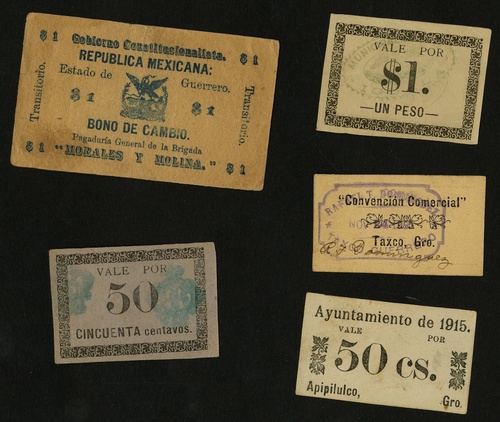 $ 1 Gobierno Constitucionalista. $ 1
REPUBLICA MEXICANA:
Estado de Guerrero.
Transitorio.
Transitorio.
$ 1 $ 1
BONO DE CAMBIO.
Pagaduría General de la Brigada
$ 1 "MORALES Y MOLINA." $ 1
VALE POR
$1.
—UN PESO—
"Convención Comercial"
Taxco, Gro.
VALE POR
50
CINCUENTA centavos.
Ayuntamiento de 1915.
VALE POR
50 cs.
Apipilulco, Gro.